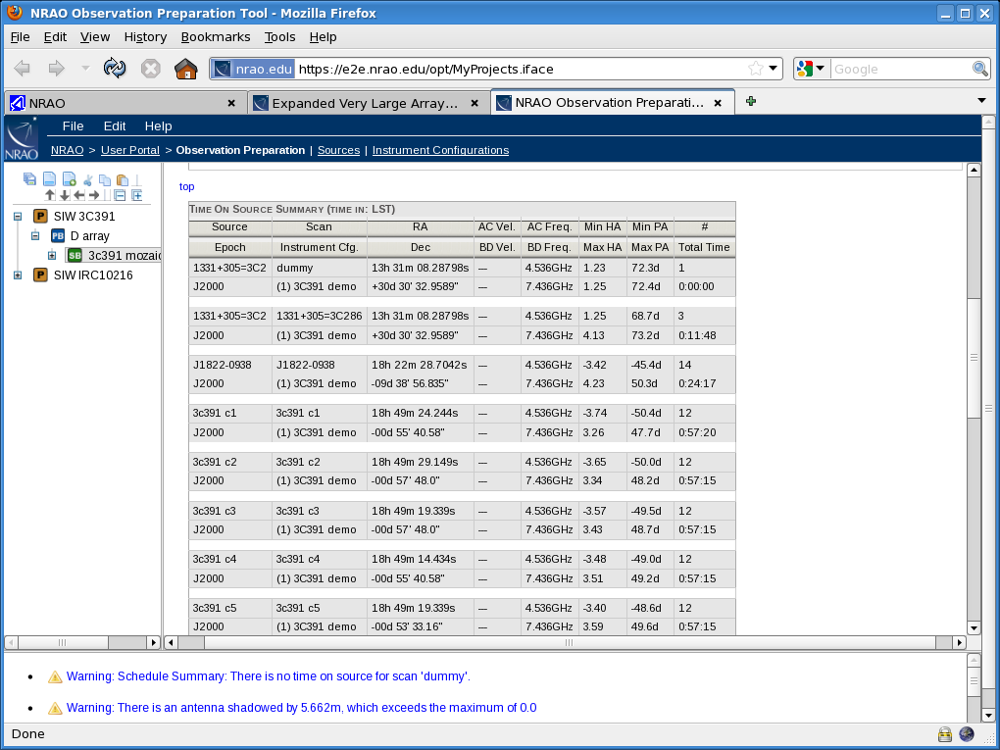 NRAO Observation Preparation Tool - Mozilla Firefox
File Edit View History Bookmarks Tools Help
nrao.edu https://e2e.nrao.edu/opt/MyProjects.iface Google
NRAO Expanded Very Large Array... NRAO Observation Preparati...
NRAO File Edit Help
NRAO > User Portal > Observation Preparation | Sources | Instrument Configurations
SIW 3C391
D array
3c391 mozaic
SIW IRC10216
top
TIME ON SOURCE SUMMARY (TIME IN: LST)
Source Scan RA AC Vel. AC Freq. Min HA Min PA #
Epoch Instrument Cfg. Dec BD Vel. BD Freq. Max HA Max PA Total Time
1331+305=3C2 dummy 13h 31m 08.28798s --- 4.536GHz 1.23 72.3d 1
J2000 (1) 3C391 demo +30d 30' 32.9589" --- 7.436GHz 1.25 72.4d 0:00:00
1331+305=3C2 1331+305=3C286 13h 31m 08.28798s --- 4.536GHz 1.25 68.7d 3
J2000 (1) 3C391 demo +30d 30' 32.9589" --- 7.436GHz 4.13 73.2d 0:11:48
J1822-0938 J1822-0938 18h 22m 28.7042s --- 4.536GHz -3.42 -45.4d 14
J2000 (1) 3C391 demo -09d 38' 56.835" --- 7.436GHz 4.23 50.3d 0:24:17
3c391 c1 3c391 c1 18h 49m 24.244s --- 4.536GHz -3.74 -50.4d 12
J2000 (1) 3C391 demo -00d 55' 40.58" --- 7.436GHz 3.26 47.7d 0:57:20
3c391 c2 3c391 c2 18h 49m 29.149s --- 4.536GHz -3.65 -50.0d 12
J2000 (1) 3C391 demo -00d 57' 48.0" --- 7.436GHz 3.34 48.2d 0:57:15
3c391 c3 3c391 c3 18h 49m 19.339s --- 4.536GHz -3.57 -49.5d 12
J2000 (1) 3C391 demo -00d 57' 48.0" --- 7.436GHz 3.43 48.7d 0:57:15
3c391 c4 3c391 c4 18h 49m 14.434s --- 4.536GHz -3.48 -49.0d 12
J2000 (1) 3C391 demo -00d 55' 40.58" --- 7.436GHz 3.51 49.2d 0:57:15
3c391 c5 3c391 c5 18h 49m 19.339s --- 4.536GHz -3.40 -48.6d 12
J2000 (1) 3C391 demo -00d 53' 33.16" --- 7.436GHz 3.59 49.6d 0:57:15
Warning: Schedule Summary: There is no time on source for scan 'dummy'.
Warning: There is an antenna shadowed by 5.662m, which exceeds the maximum of 0.0
Done